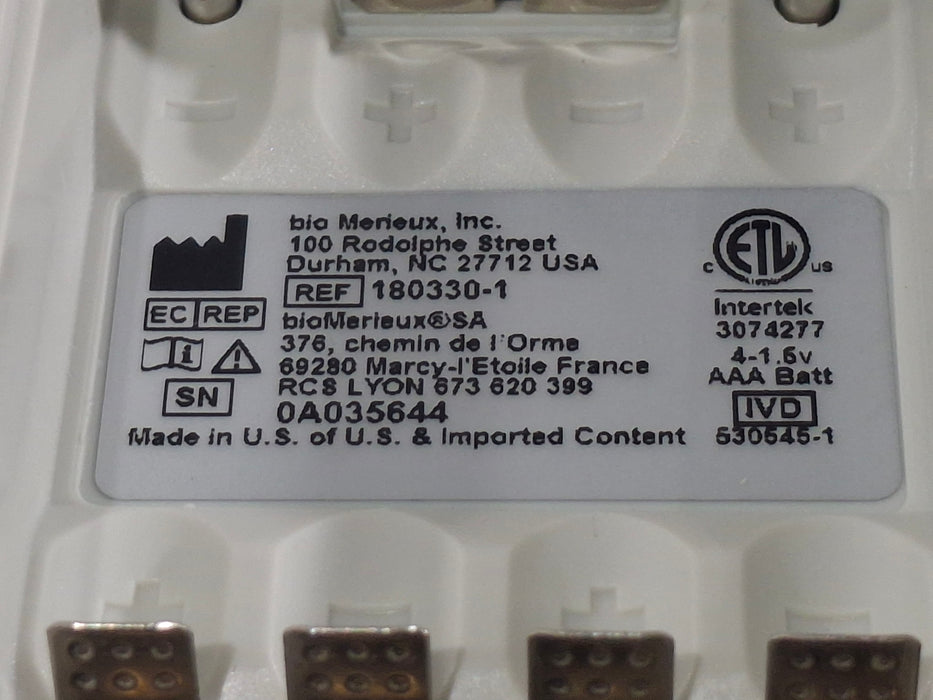 bio Merieux, Inc.
100 Rodolphe Street
Durham, NC 27712 USA
REF 180330-1
EC REP
bioMerieux®SA
376, chemin de l'Orme
69280 Marcy-l'Etoile France
RCS LYON 673 620 399
SN
0A035644
Made in U.S. of U.S. & Imported Content
ETL
c us
Intertek
3074277
4-1.5v
AAA Batt
IVD
530545-1